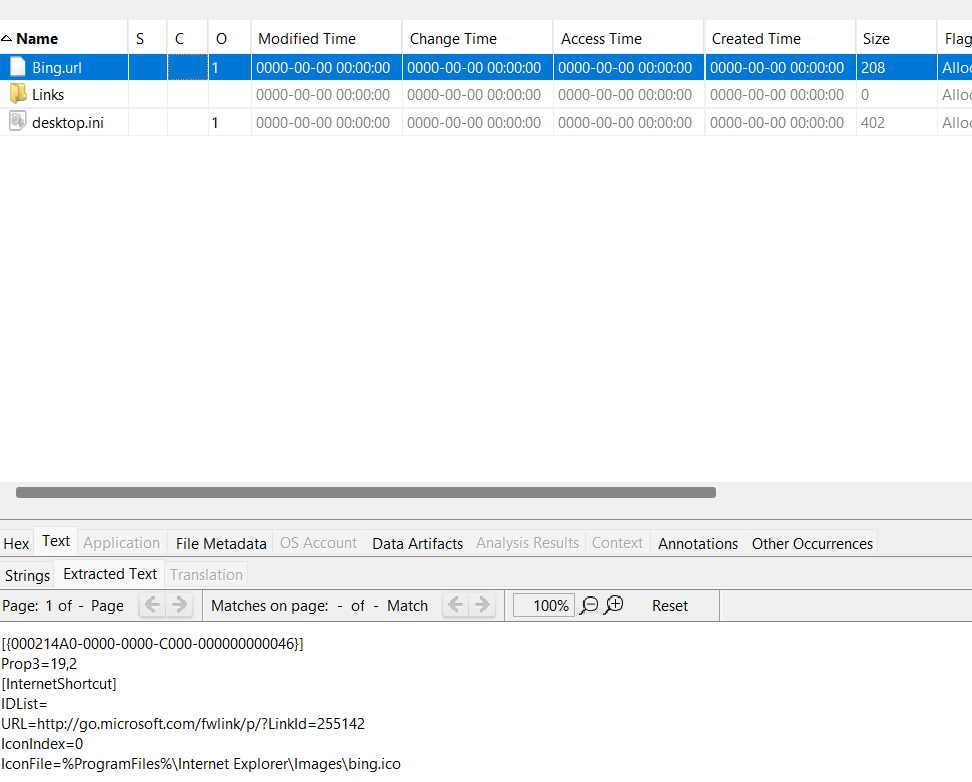 Name S C O Modified Time Change Time Access Time Created Time Size Flag
Bing.url 1 0000-00-00 00:00:00 0000-00-00 00:00:00 0000-00-00 00:00:00 0000-00-00 00:00:00 208 Alloc
Links 0000-00-00 00:00:00 0000-00-00 00:00:00 0000-00-00 00:00:00 0000-00-00 00:00:00 0 Alloc
desktop.ini 1 0000-00-00 00:00:00 0000-00-00 00:00:00 0000-00-00 00:00:00 0000-00-00 00:00:00 402 Alloc
Hex Text Application File Metadata OS Account Data Artifacts Analysis Results Context Annotations Other Occurrences
Strings Extracted Text Translation
Page: 1 of - Page Matches on page: - of - Match 100% Reset
[{000214A0-0000-0000-C000-000000000046}]
Prop3=19,2
[InternetShortcut]
IDList=
URL=http://go.microsoft.com/fwlink/p/?LinkId=255142
IconIndex=0
IconFile=%ProgramFiles%\Internet Explorer\Images\bing.ico